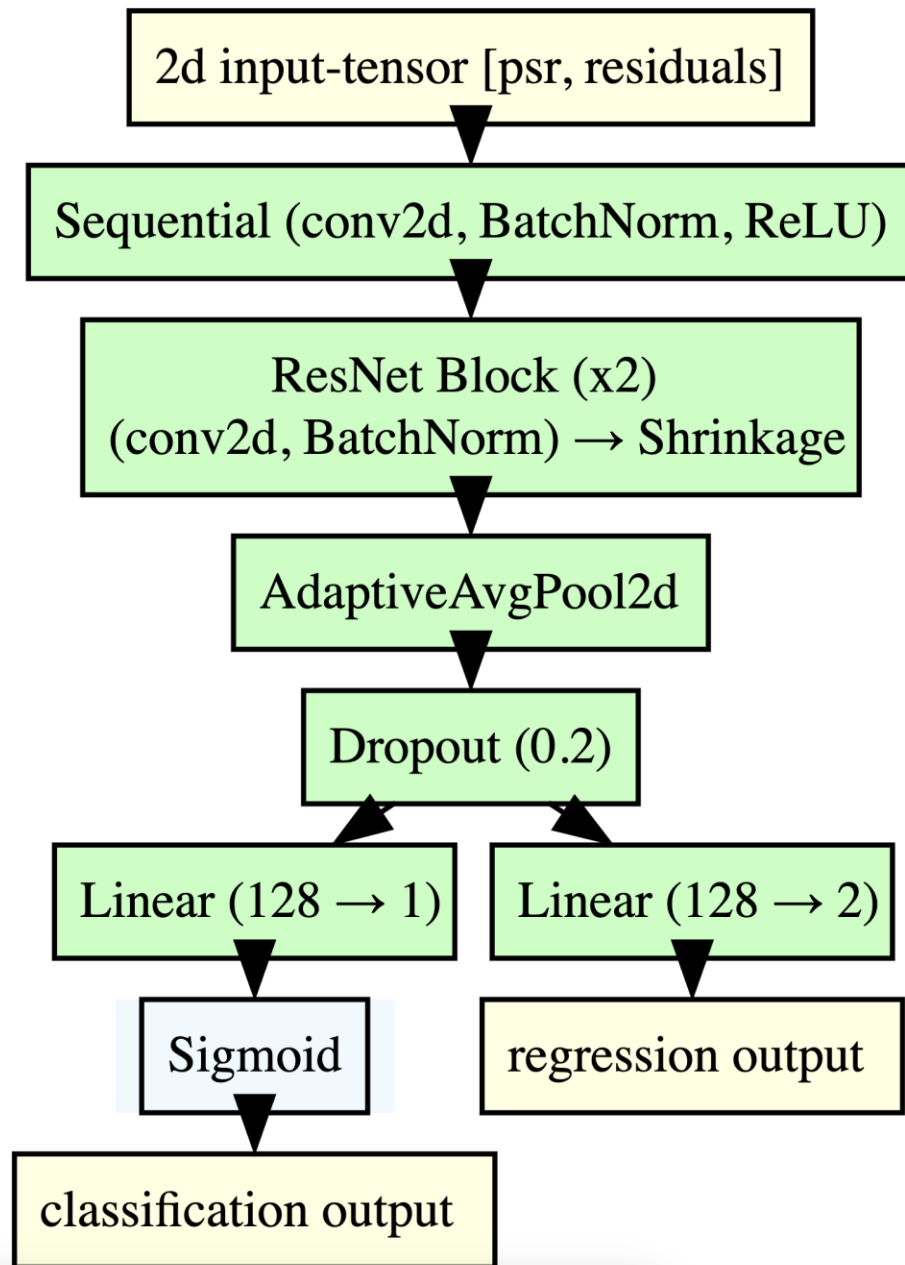 2d input-tensor [psr, residuals]
Sequential (conv2d, BatchNorm, ReLU)
ResNet Block (x2)
(conv2d, BatchNorm) → Shrinkage
AdaptiveAvgPool2d
Dropout (0.2)
Linear (128 → 1)
Linear (128 → 2)
Sigmoid
regression output
classification output